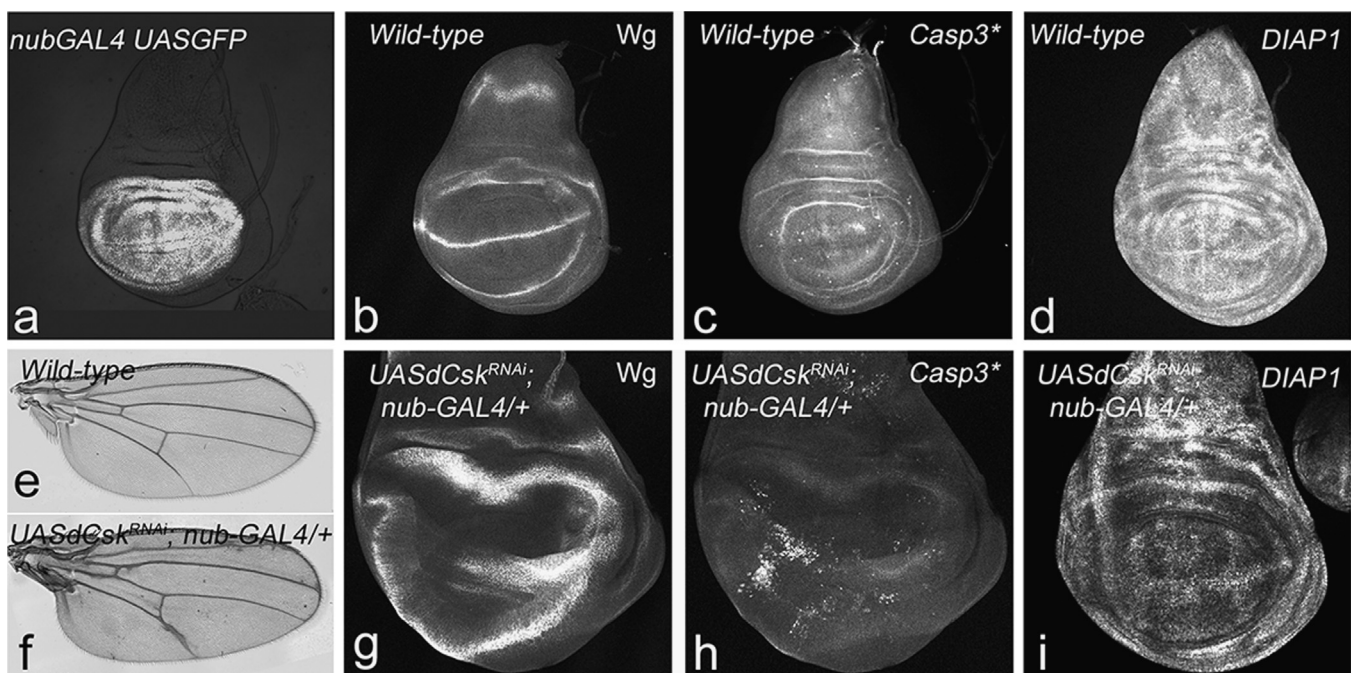 nubGAL4 UASGFP
a
Wild-type Wg
b
Wild-type Casp3*
c
Wild-type DIAP1
d
Wild-type
e
UASdCsk^RNAi; nub-GAL4/+
f
UASdCsk^RNAi; Wg
nub-GAL4/+
g
UASdCsk^RNAi; Casp3*
nub-GAL4/+
h
UASdCsk^RNAi DIAP1
nub-GAL4/+
i